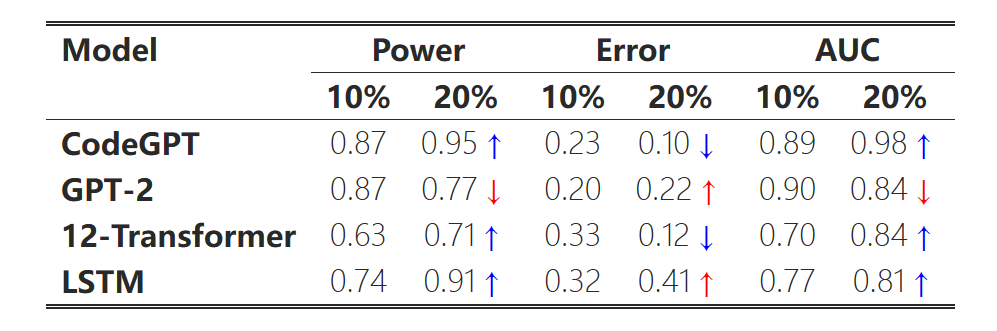 Model Power Error AUC
10% 20% 10% 20% 10% 20%
CodeGPT 0.87 0.95 ↑ 0.23 0.10 ↓ 0.89 0.98 ↑
GPT-2 0.87 0.77 ↓ 0.20 0.22 ↑ 0.90 0.84 ↓
12-Transformer 0.63 0.71 ↑ 0.33 0.12 ↓ 0.70 0.84 ↑
LSTM 0.74 0.91 ↑ 0.32 0.41 ↑ 0.77 0.81 ↑